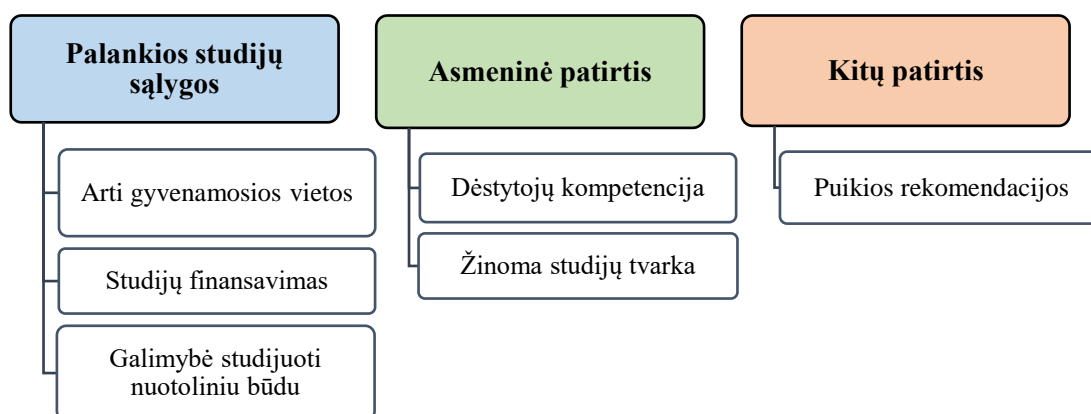 Palankios studijų
sąlygos
Arti gyvenamosios vietos
Studijų finansavimas
Galimybė studijuoti
nuotoliniu būdu
Asmeninė patirtis
Dėstytojų kompetencija
Žinoma studijų tvarka
Kitų patirtis
Puikios rekomendacijos